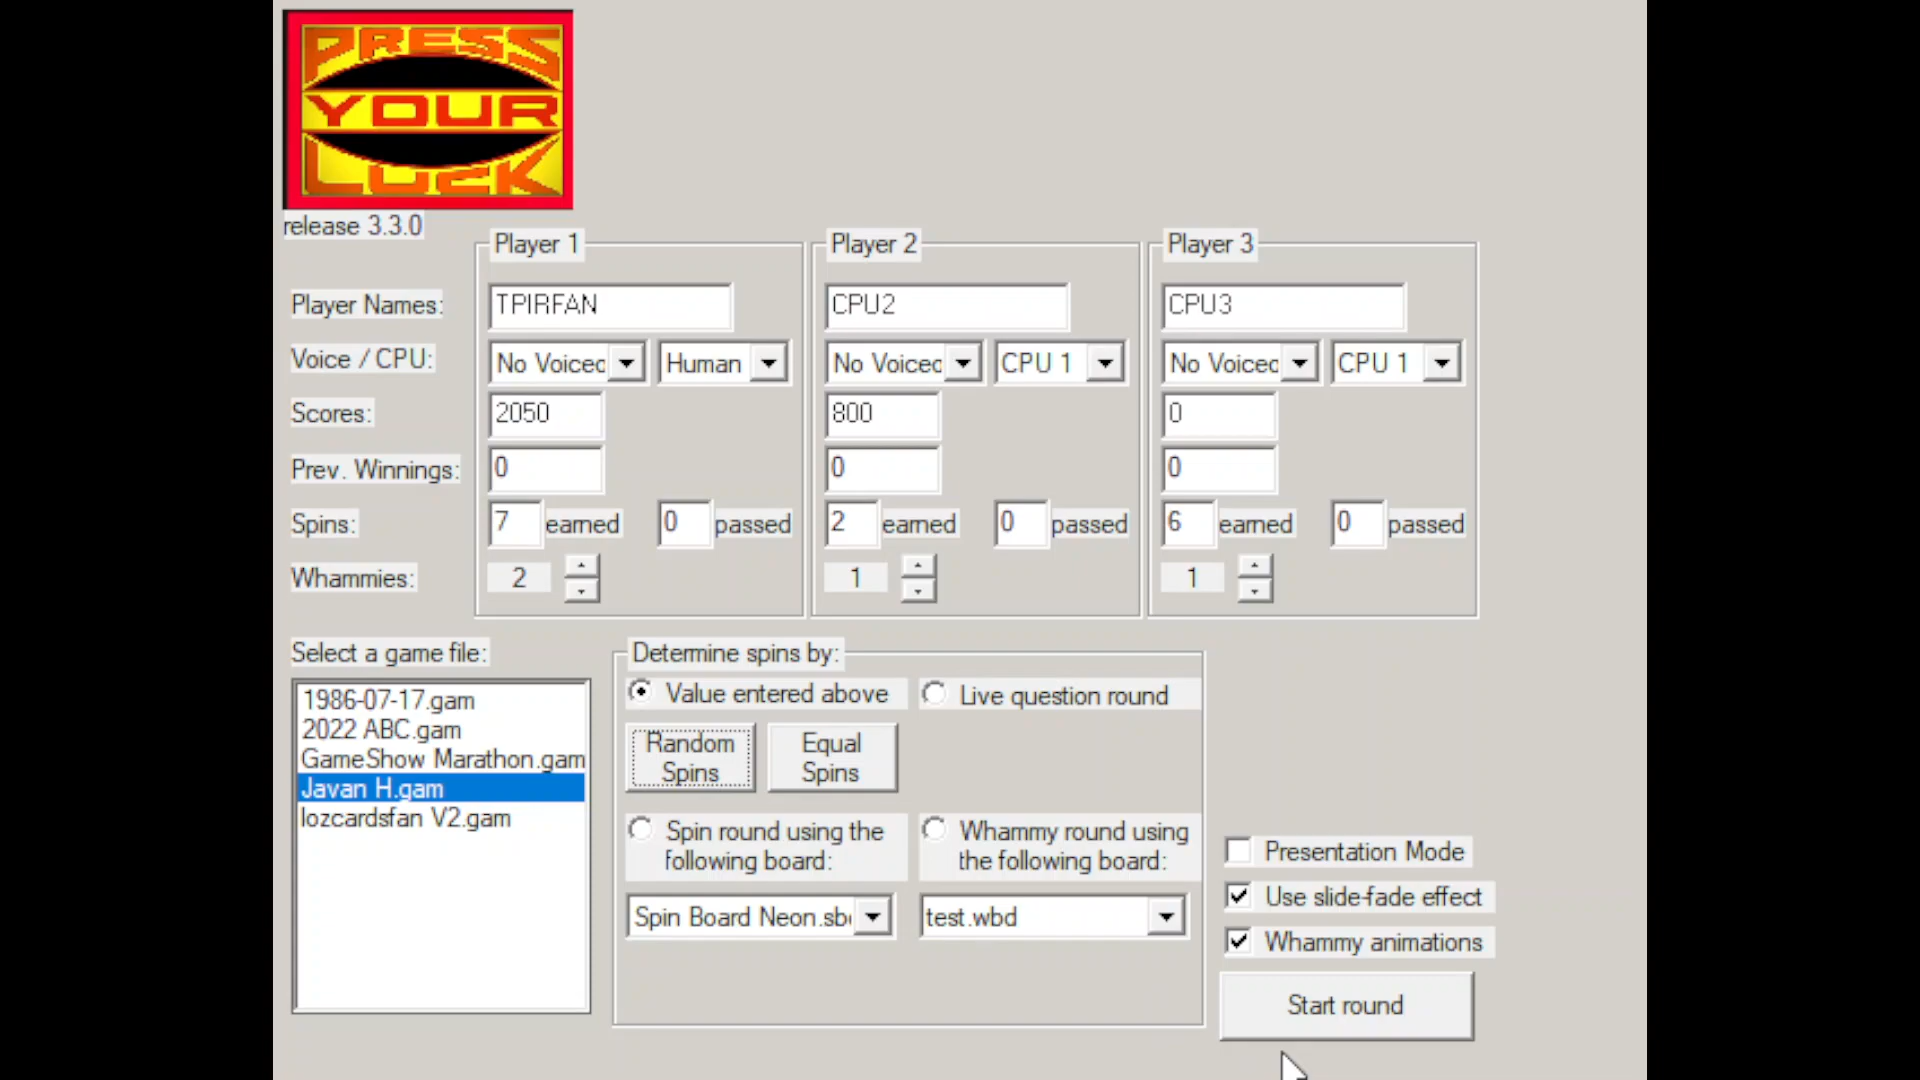 PRESS
YOUR
LUCK
release 3.3.0
Player 1
Player 2
Player 3
Player Names:
TPIRFAN
CPU2
CPU3
Voice / CPU:
No Voiced
Human
No Voiced
CPU 1
No Voiced
CPU 1
Scores:
2050
800
0
Prev. Winnings:
0
0
0
Spins:
7 earned 0 passed
2 earned 0 passed
6 earned 0 passed
Whammies:
2
1
1
Select a game file:
1986-07-17.gam
2022 ABC.gam
GameShow Marathon.gam
Javan H.gam
lozcardsfan V2.gam
Determine spins by:
Value entered above
Live question round
Random
Spins
Equal
Spins
Spin round using the
following board:
Whammy round using
the following board:
Spin Board Neon.sb
test.wbd
Presentation Mode
Use slide-fade effect
Whammy animations
Start round